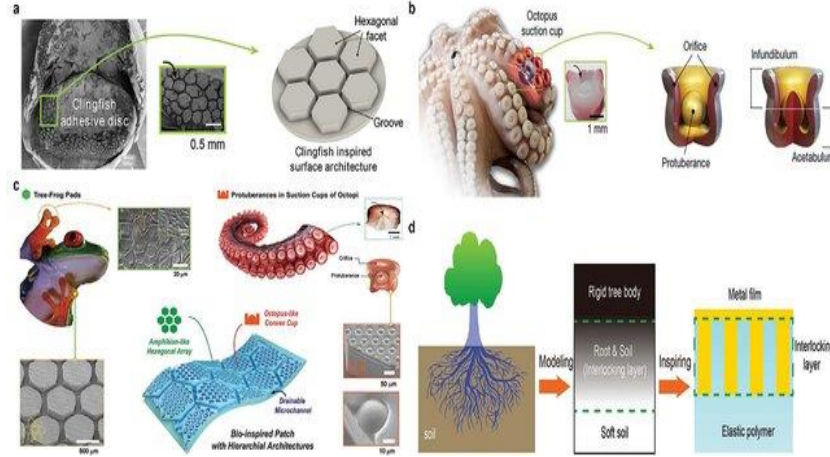 a
Hexagonal
facet
Clingfish
adhesive disc
0.5 mm
Groove
Clingfish inspired
surface architecture
b
Octopus
suction cup
1 mm
Orifice
Infundibulum
Protuberance
Acetabulum
c
Tree-Frog Pads
20 μm
Protuberances in Suction Cups of Octopi
Orifice
Protuberance
Amphibian-like
Hexagonal Array
Octopus-like
Convex Cup
Drainable
Microchannel
50 μm
10 μm
500 μm
Bio-inspired Patch
with Hierarchial Architectures
d
soil
Modeling
Rigid tree body
Root & Soil
(Interlocking layer)
Soft soil
Inspiring
Metal film
Interlocking
layer
Elastic polymer